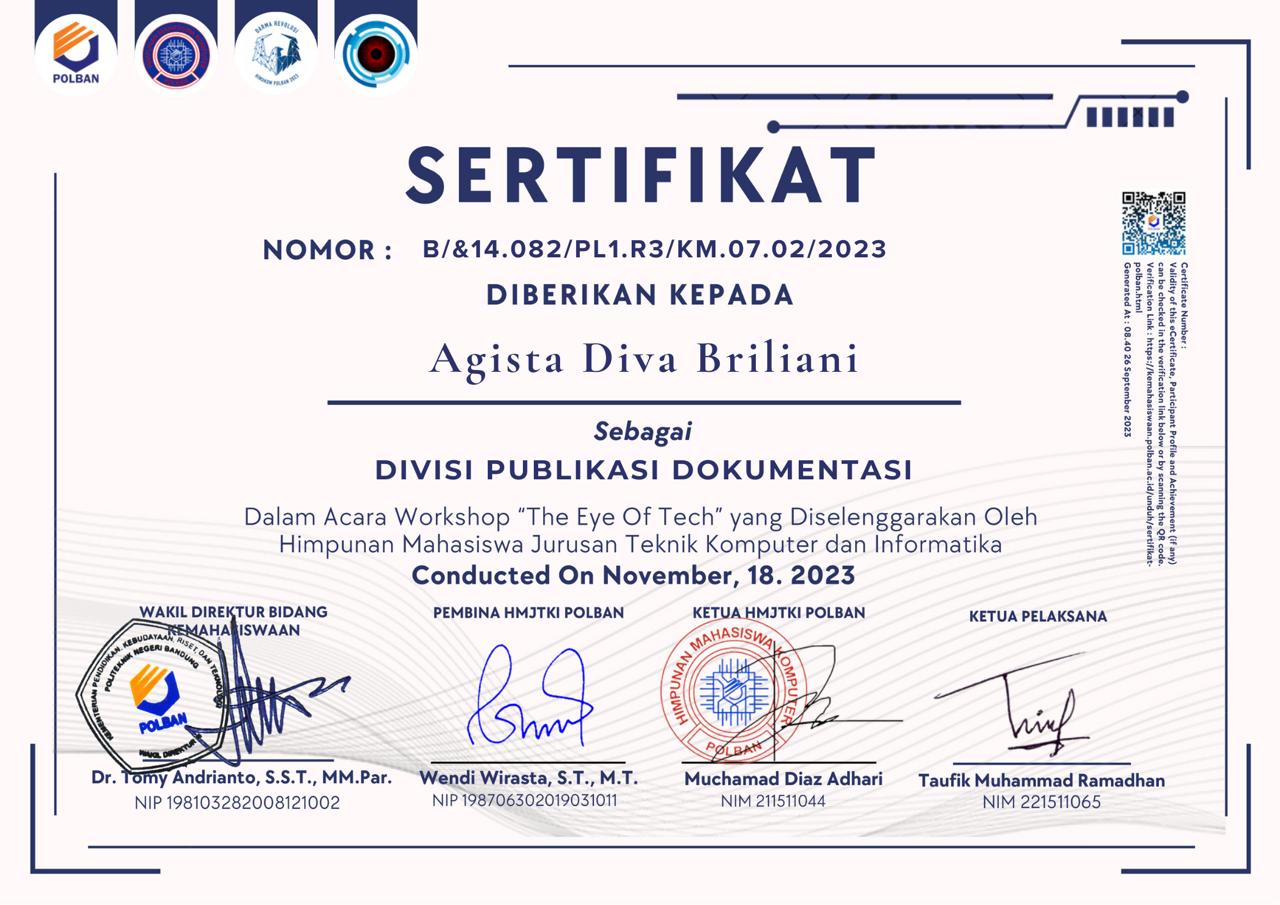 POLBAN
DARMA REVOLUSI
HIMAKOM POLBAN 2023
SERTIFIKAT
NOMOR : B/&14.082/PL1.R3/KM.07.02/2023
DIBERIKAN KEPADA
Agista Diva Briliani
Sebagai
DIVISI PUBLIKASI DOKUMENTASI
Dalam Acara Workshop “The Eye Of Tech” yang Diselenggarakan Oleh
Himpunan Mahasiswa Jurusan Teknik Komputer dan Informatika
Conducted On November, 18. 2023
Certificate Number :
Validity of this eCertificate, Participant Profile and Achievement (if any)
can be checked in the verification link below or by scanning the QR code.
Verification Link : https://kemahasiswaan.polban.ac.id/unduh/sertifikat-
polban.html
Generated At : 08.40 26 September 2023
WAKIL DIREKTUR BIDANG
KEMAHASISWAAN
KEMENTERIAN PENDIDIKAN, KEBUDAYAAN, RISET, DAN TEKNOLOGI
POLITEKNIK NEGERI BANDUNG
POLBAN
WAKIL DIREKTUR
Dr. Tomy Andrianto, S.S.T., MM.Par.
NIP 198103282008121002
PEMBINA HMJTKI POLBAN
Wendi Wirasta, S.T., M.T.
NIP 198706302019031011
KETUA HMJTKI POLBAN
HIMPUNAN MAHASISWA KOMPUTER
POLBAN
Muchamad Diaz Adhari
NIM 211511044
KETUA PELAKSANA
Taufik Muhammad Ramadhan
NIM 221511065